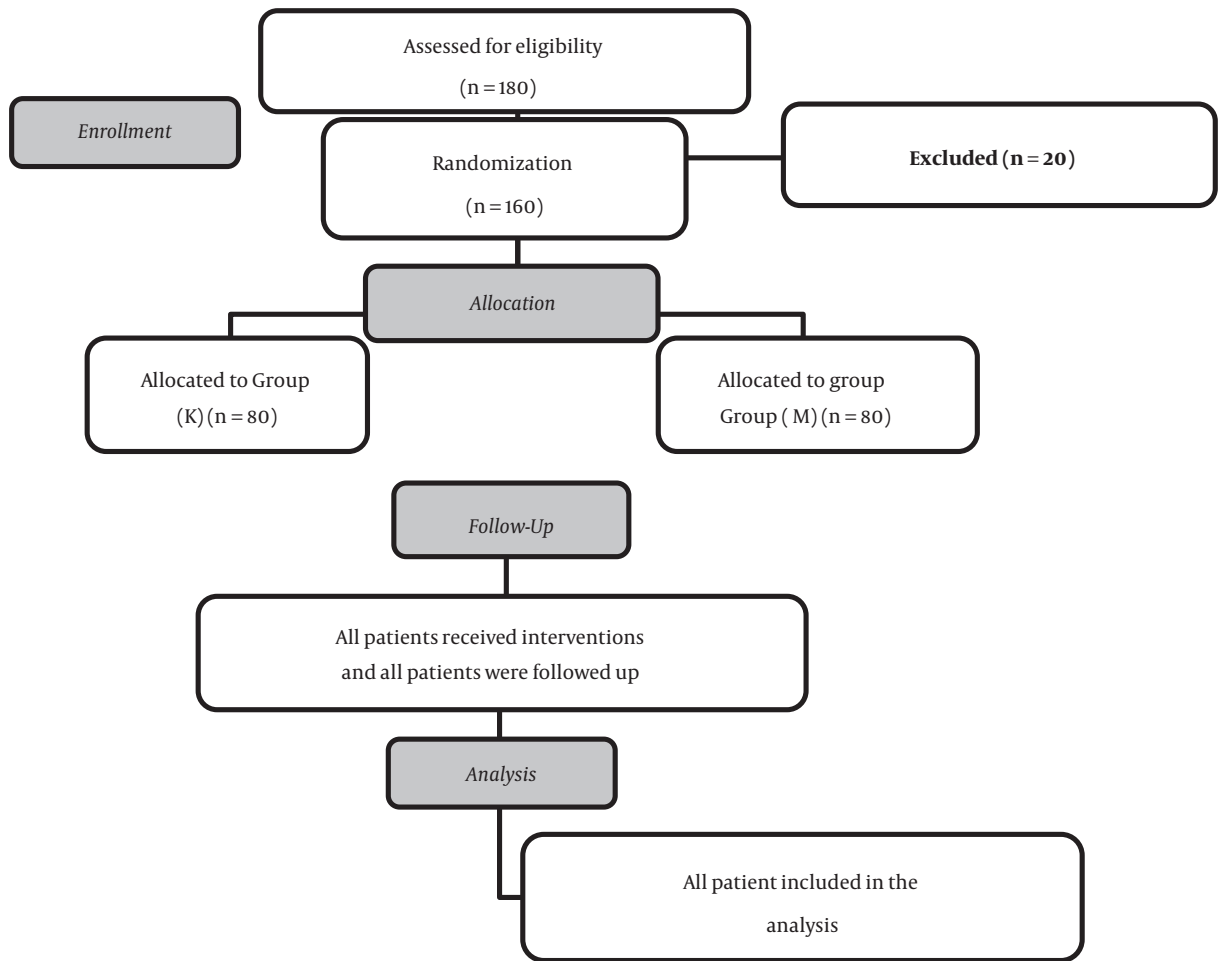 Assessed for eligibility
(n = 180)
Enrollment
Randomization
(n = 160)
Excluded (n = 20)
Allocation
Allocated to Group
(K) (n = 80)
Allocated to group
Group ( M) (n = 80)
Follow-Up
All patients received interventions
and all patients were followed up
Analysis
All patient included in the
analysis